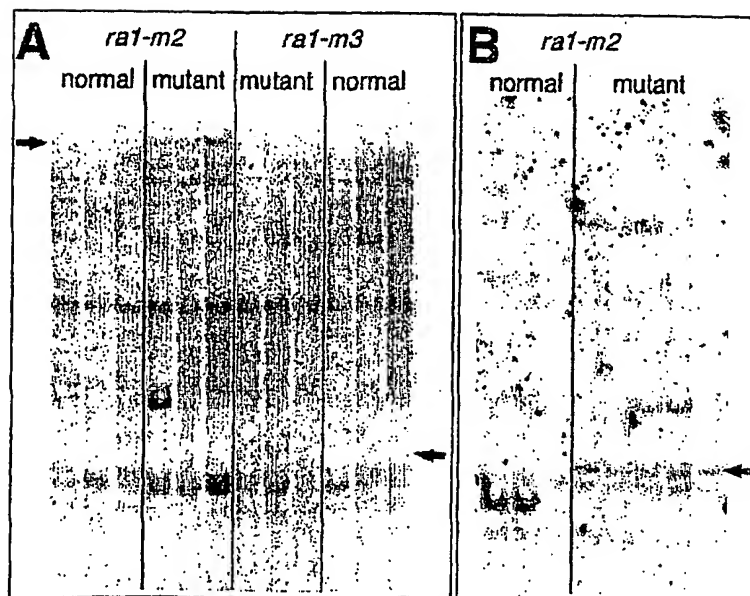 A
ra1-m2 ra1-m3
normal mutant mutant normal
B
ra1-m2
normal mutant